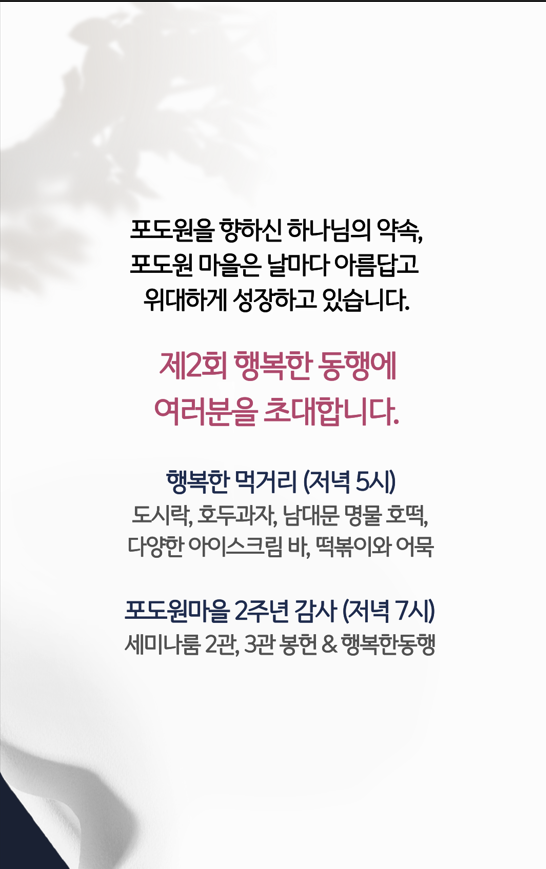 포도원을 향하신 하나님의 약속,
포도원 마을은 날마다 아름답고
위대하게 성장하고 있습니다.
제2회 행복한 동행에
여러분을 초대합니다.
행복한 먹거리 (저녁 5시)
도시락, 호두과자, 남대문 명물 호떡,
다양한 아이스크림 바, 떡볶이와 어묵
포도원마을 2주년 감사 (저녁 7시)
세미나룸 2관, 3관 봉헌 & 행복한동행